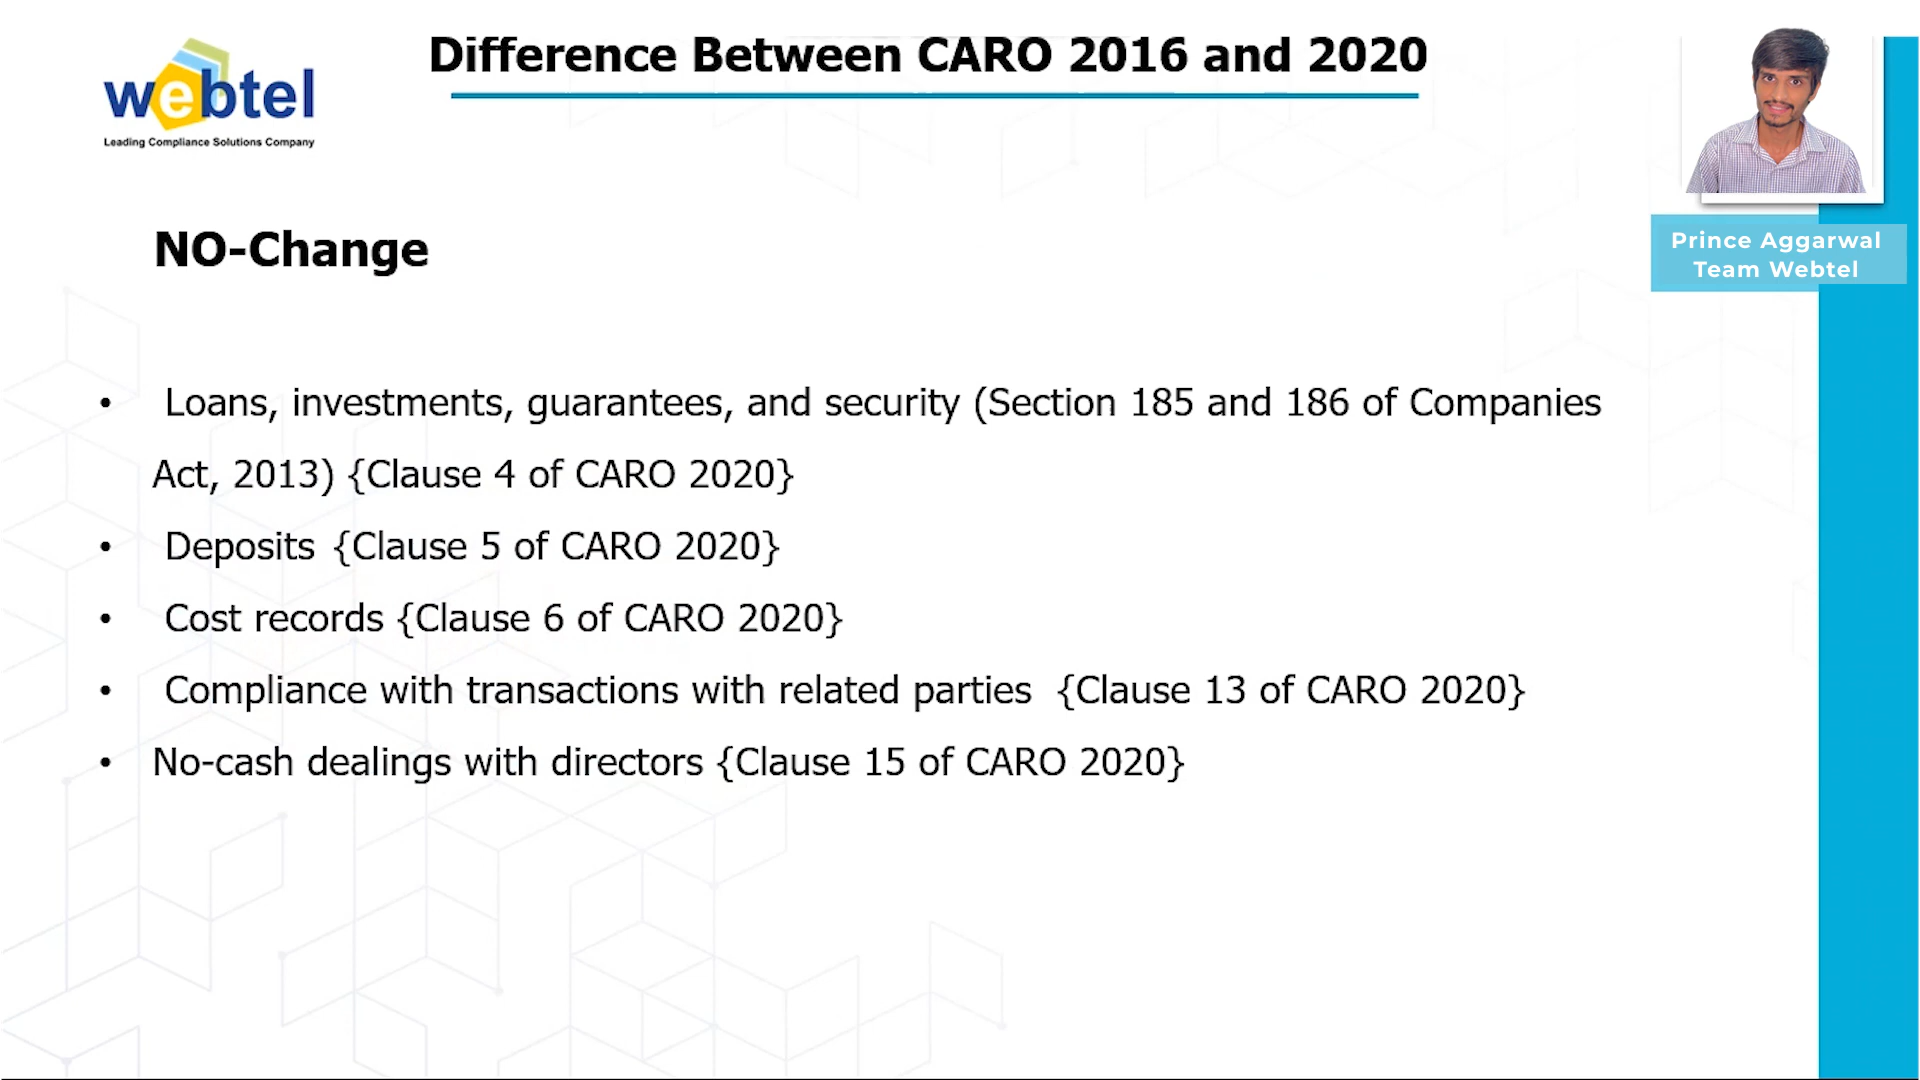 Difference Between CARO 2016 and 2020
webtel
Leading Compliance Solutions Company
Prince Aggarwal
Team Webtel
NO-Change
• Loans, investments, guarantees, and security (Section 185 and 186 of Companies
Act, 2013) {Clause 4 of CARO 2020}
• Deposits {Clause 5 of CARO 2020}
• Cost records {Clause 6 of CARO 2020}
• Compliance with transactions with related parties {Clause 13 of CARO 2020}
• No-cash dealings with directors {Clause 15 of CARO 2020}